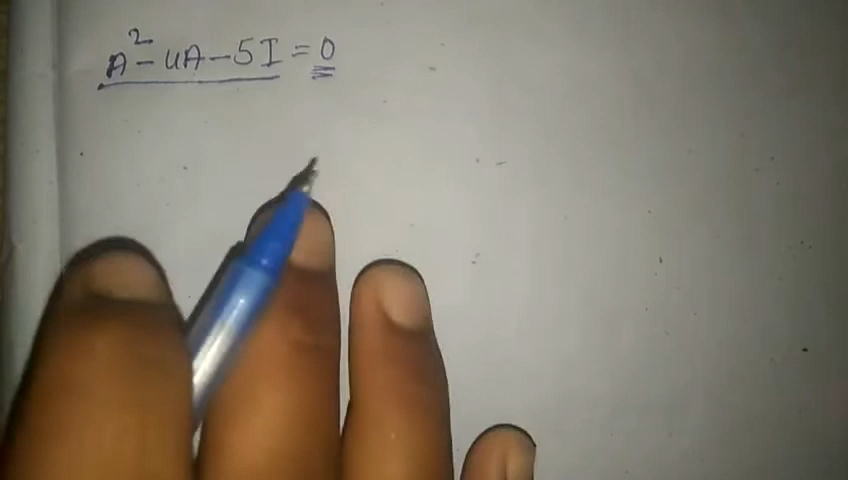 A² - 4A - 5I = 0